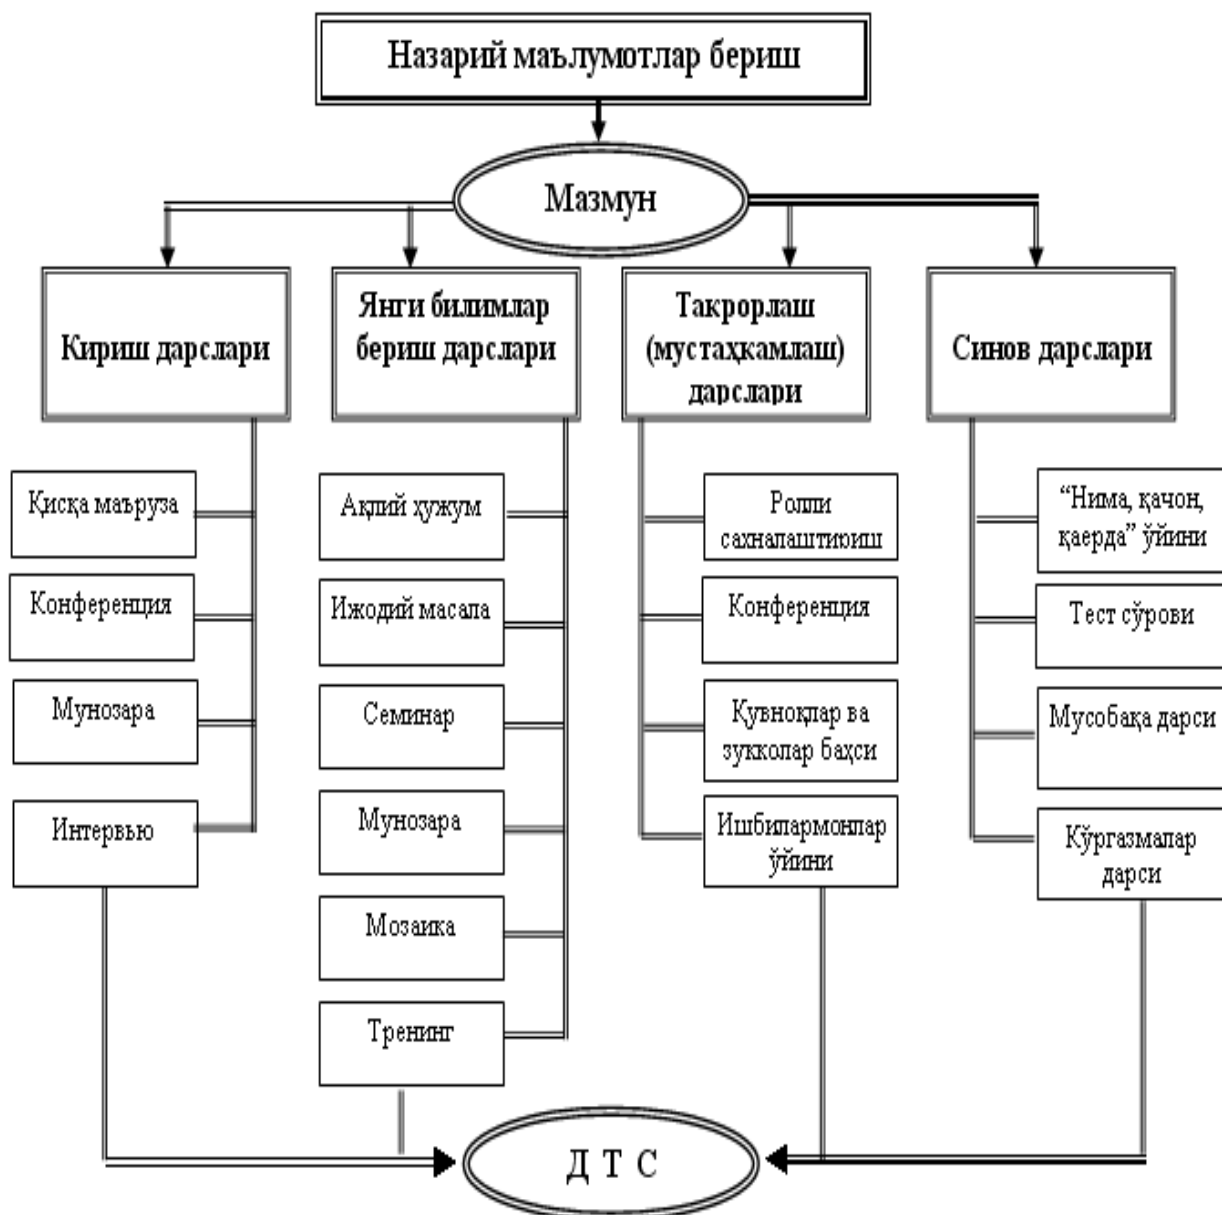 Назарий маълумотлар бериш
Мазмун
Кириш дарслари
Янги билимлар
бериш дарслари
Такрорлаш
(мустаҳкамлаш)
дарслари
Синов дарслари
Қисқа маъруза
Конференция
Мунозара
Интервью
Ақлий ҳужум
Ижодий масала
Семинар
Мунозара
Мозаика
Тренинг
Ролли
сахналаштириш
Конференция
Қувноқлар ва
зукколар баҳси
Ишбилармонлар
ўйини
“Нима, қачон,
қаерда” ўйини
Тест сўрови
Мусобақа дарси
Кўргазмалар
дарси
Д Т С